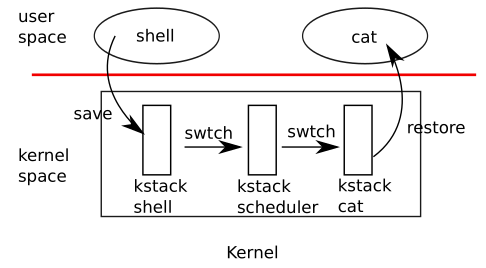 user
space
shell
cat
save
swtch
swtch
restore
kernel
space
kstack
shell
kstack
scheduler
kstack
cat
Kernel